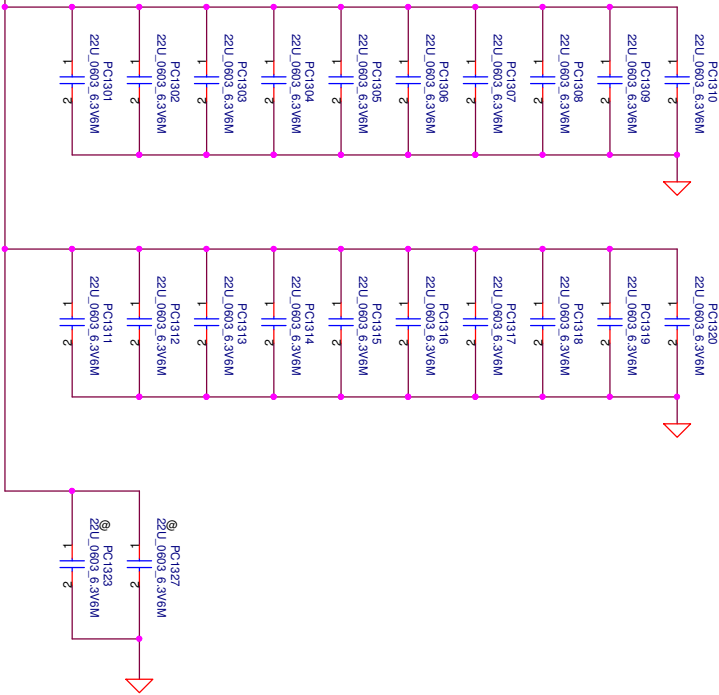 PC1301
22U_0603_6.3V6M
1
2
PC1302
22U_0603_6.3V6M
1
2
PC1303
22U_0603_6.3V6M
1
2
PC1304
22U_0603_6.3V6M
1
2
PC1305
22U_0603_6.3V6M
1
2
PC1306
22U_0603_6.3V6M
1
2
PC1307
22U_0603_6.3V6M
1
2
PC1308
22U_0603_6.3V6M
1
2
PC1309
22U_0603_6.3V6M
1
2
PC1310
22U_0603_6.3V6M
1
2
PC1311
22U_0603_6.3V6M
1
2
PC1312
22U_0603_6.3V6M
1
2
PC1313
22U_0603_6.3V6M
1
2
PC1314
22U_0603_6.3V6M
1
2
PC1315
22U_0603_6.3V6M
1
2
PC1316
22U_0603_6.3V6M
1
2
PC1317
22U_0603_6.3V6M
1
2
PC1318
22U_0603_6.3V6M
1
2
PC1319
22U_0603_6.3V6M
1
2
PC1320
22U_0603_6.3V6M
1
2
@ PC1323
22U_0603_6.3V6M
1
2
@ PC1327
22U_0603_6.3V6M
1
2